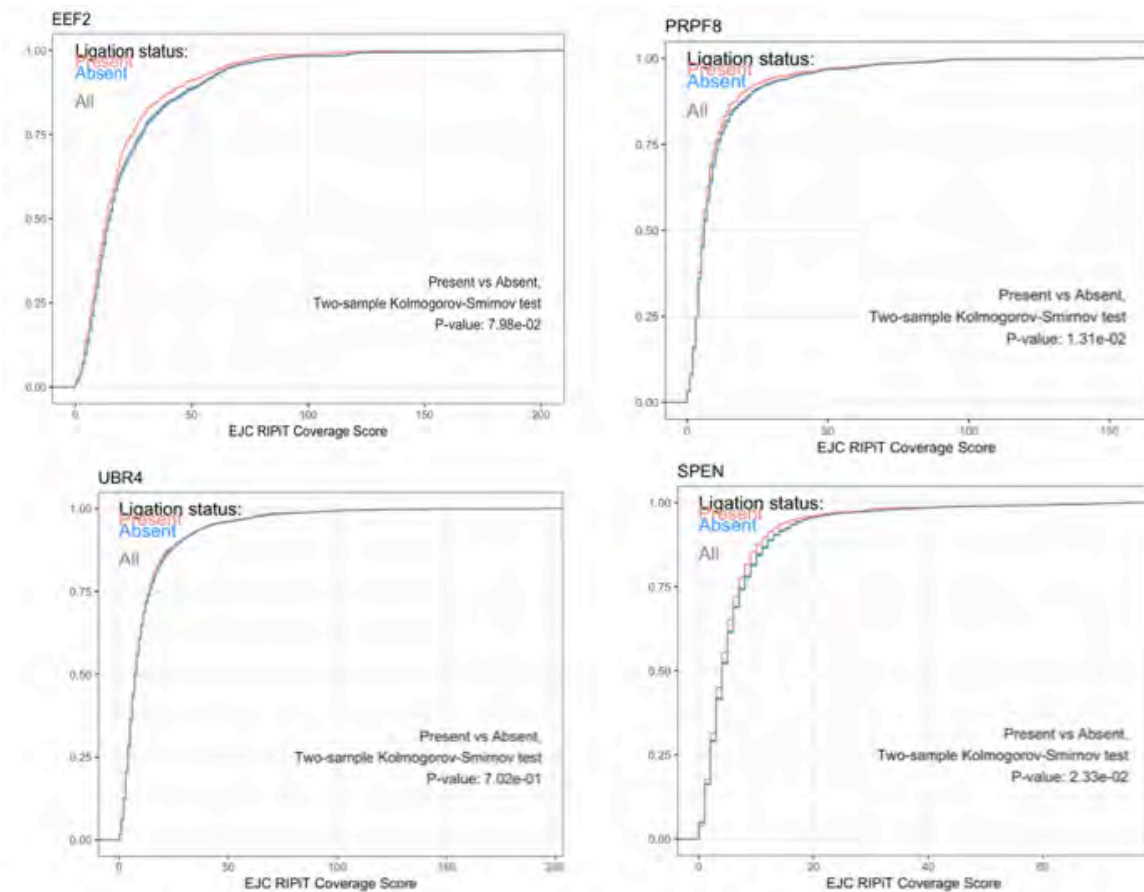 EEF2
1.00
0.75
0.50
0.25
0.00
Ligation status:
Present
Absent
All
Present vs Absent,
Two-sample Kolmogorov-Smirnov test
P-value: 7.98e-02
0
50
100
150
200
EJC RIPiT Coverage Score
PRPF8
1.00
0.75
0.50
0.25
0.00
Ligation status:
Present
Absent
All
Present vs Absent,
Two-sample Kolmogorov-Smirnov test
P-value: 1.31e-02
0
50
100
150
EJC RIPiT Coverage Score
UBR4
1.00
0.75
0.50
0.25
0.00
Ligation status:
Present
Absent
All
Present vs Absent,
Two-sample Kolmogorov-Smirnov test
P-value: 7.02e-01
0
50
100
150
200
EJC RIPiT Coverage Score
SPEN
1.00
0.75
0.50
0.25
0.00
Ligation status:
Present
Absent
All
Present vs Absent,
Two-sample Kolmogorov-Smirnov test
P-value: 2.33e-02
0
20
40
60
EJC RIPiT Coverage Score